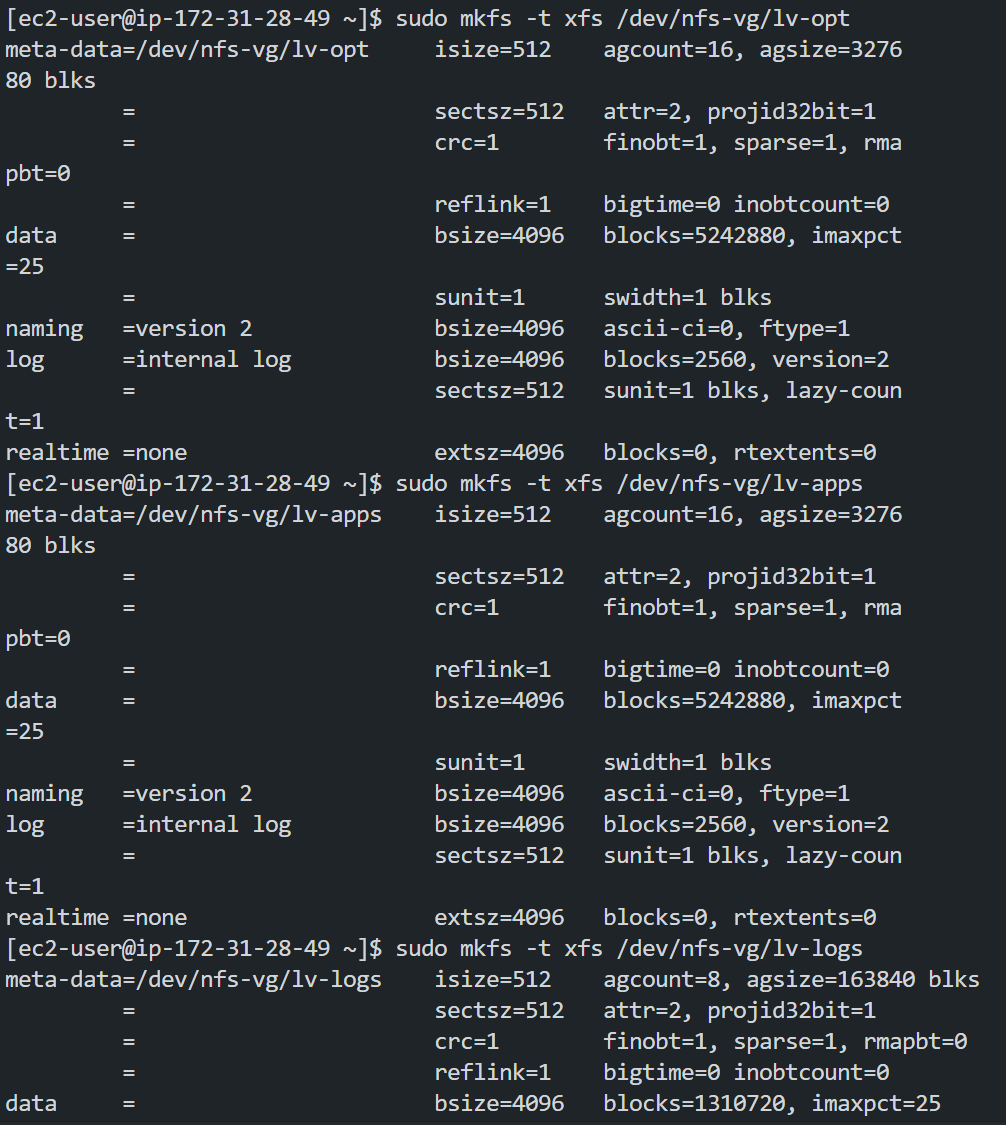 [ec2-user@ip-172-31-28-49 ~]$ sudo mkfs -t xfs /dev/nfs-vg/lv-opt
meta-data=/dev/nfs-vg/lv-opt     isize=512    agcount=16, agsize=3276
80 blks
         =                       sectsz=512   attr=2, projid32bit=1
         =                       crc=1        finobt=1, sparse=1, rma
pbt=0
         =                       reflink=1    bigtime=0 inobtcount=0
data     =                       bsize=4096   blocks=5242880, imaxpct
=25
         =                       sunit=1      swidth=1 blks
naming   =version 2              bsize=4096   ascii-ci=0, ftype=1
log      =internal log           bsize=4096   blocks=2560, version=2
         =                       sectsz=512   sunit=1 blks, lazy-coun
t=1
realtime =none                   extsz=4096   blocks=0, rtextents=0
[ec2-user@ip-172-31-28-49 ~]$ sudo mkfs -t xfs /dev/nfs-vg/lv-apps
meta-data=/dev/nfs-vg/lv-apps    isize=512    agcount=16, agsize=3276
80 blks
         =                       sectsz=512   attr=2, projid32bit=1
         =                       crc=1        finobt=1, sparse=1, rma
pbt=0
         =                       reflink=1    bigtime=0 inobtcount=0
data     =                       bsize=4096   blocks=5242880, imaxpct
=25
         =                       sunit=1      swidth=1 blks
naming   =version 2              bsize=4096   ascii-ci=0, ftype=1
log      =internal log           bsize=4096   blocks=2560, version=2
         =                       sectsz=512   sunit=1 blks, lazy-coun
t=1
realtime =none                   extsz=4096   blocks=0, rtextents=0
[ec2-user@ip-172-31-28-49 ~]$ sudo mkfs -t xfs /dev/nfs-vg/lv-logs
meta-data=/dev/nfs-vg/lv-logs    isize=512    agcount=8, agsize=163840 blks
         =                       sectsz=512   attr=2, projid32bit=1
         =                       crc=1        finobt=1, sparse=1, rmapbt=0
         =                       reflink=1    bigtime=0 inobtcount=0
data     =                       bsize=4096   blocks=1310720, imaxpct=25